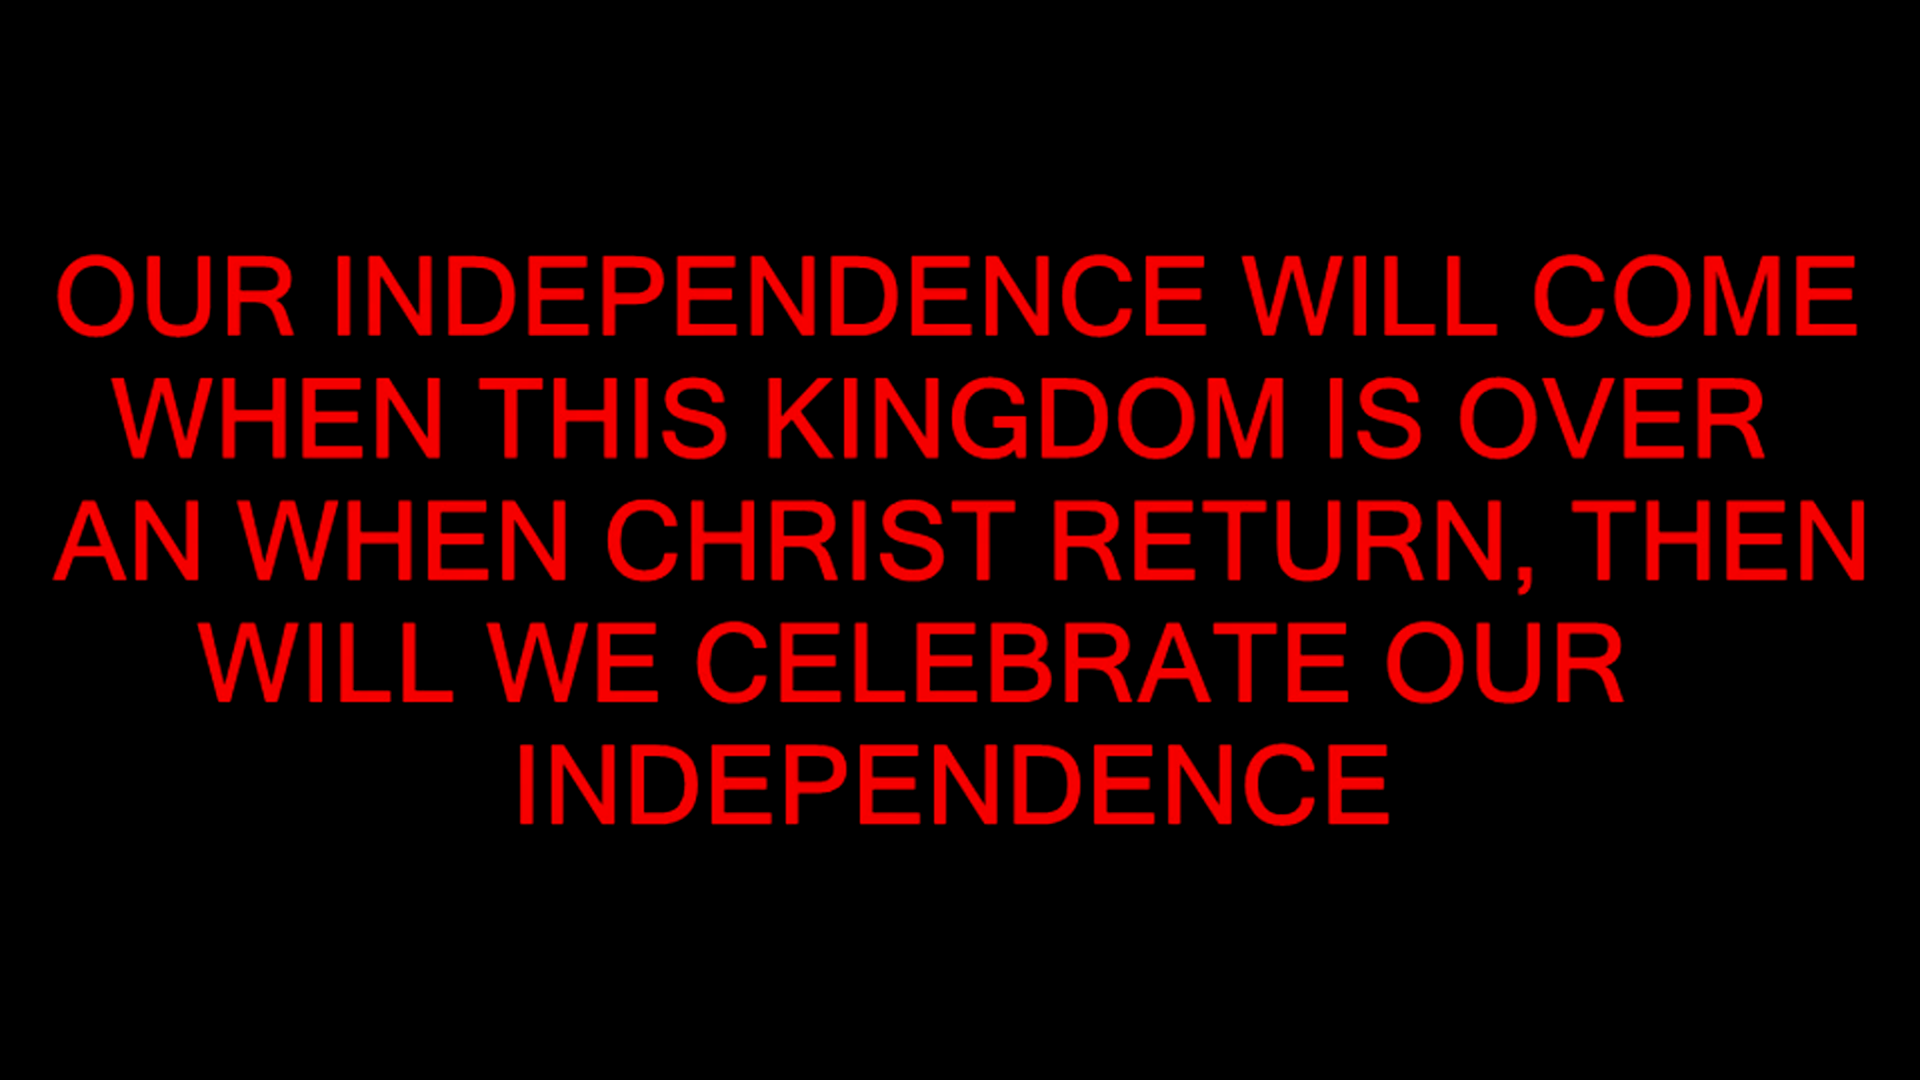 OUR INDEPENDENCE WILL COME
WHEN THIS KINGDOM IS OVER
AN WHEN CHRIST RETURN, THEN
WILL WE CELEBRATE OUR
INDEPENDENCE